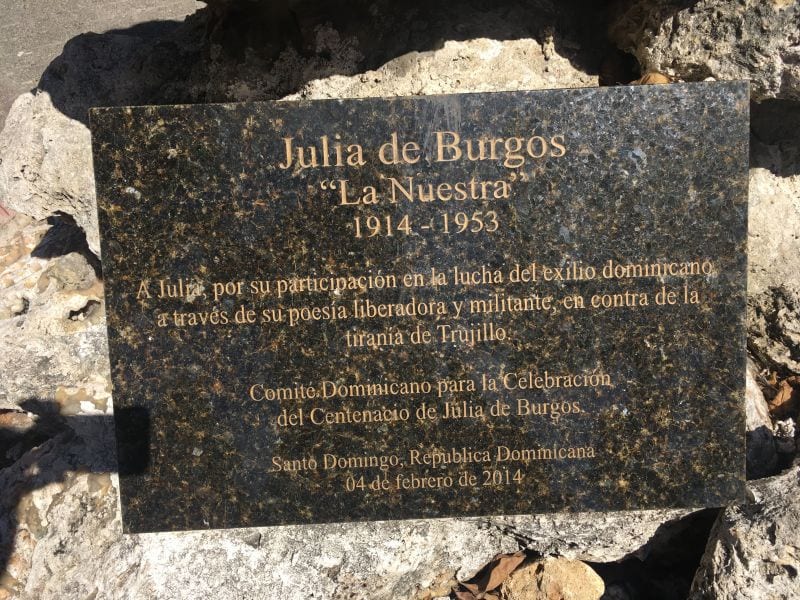 Julia de Burgos
"La Nuestra"
1914 - 1953
A Julia, por su participación en la lucha del exilio dominicano,
a través de su poesía liberadora y militante, en contra de la
tiranía de Trujillo.
Comité Dominicano para la Celebración
del Centenacio de Julia de Burgos.
Santo Domingo, Republica Dominicana
04 de febrero de 2014